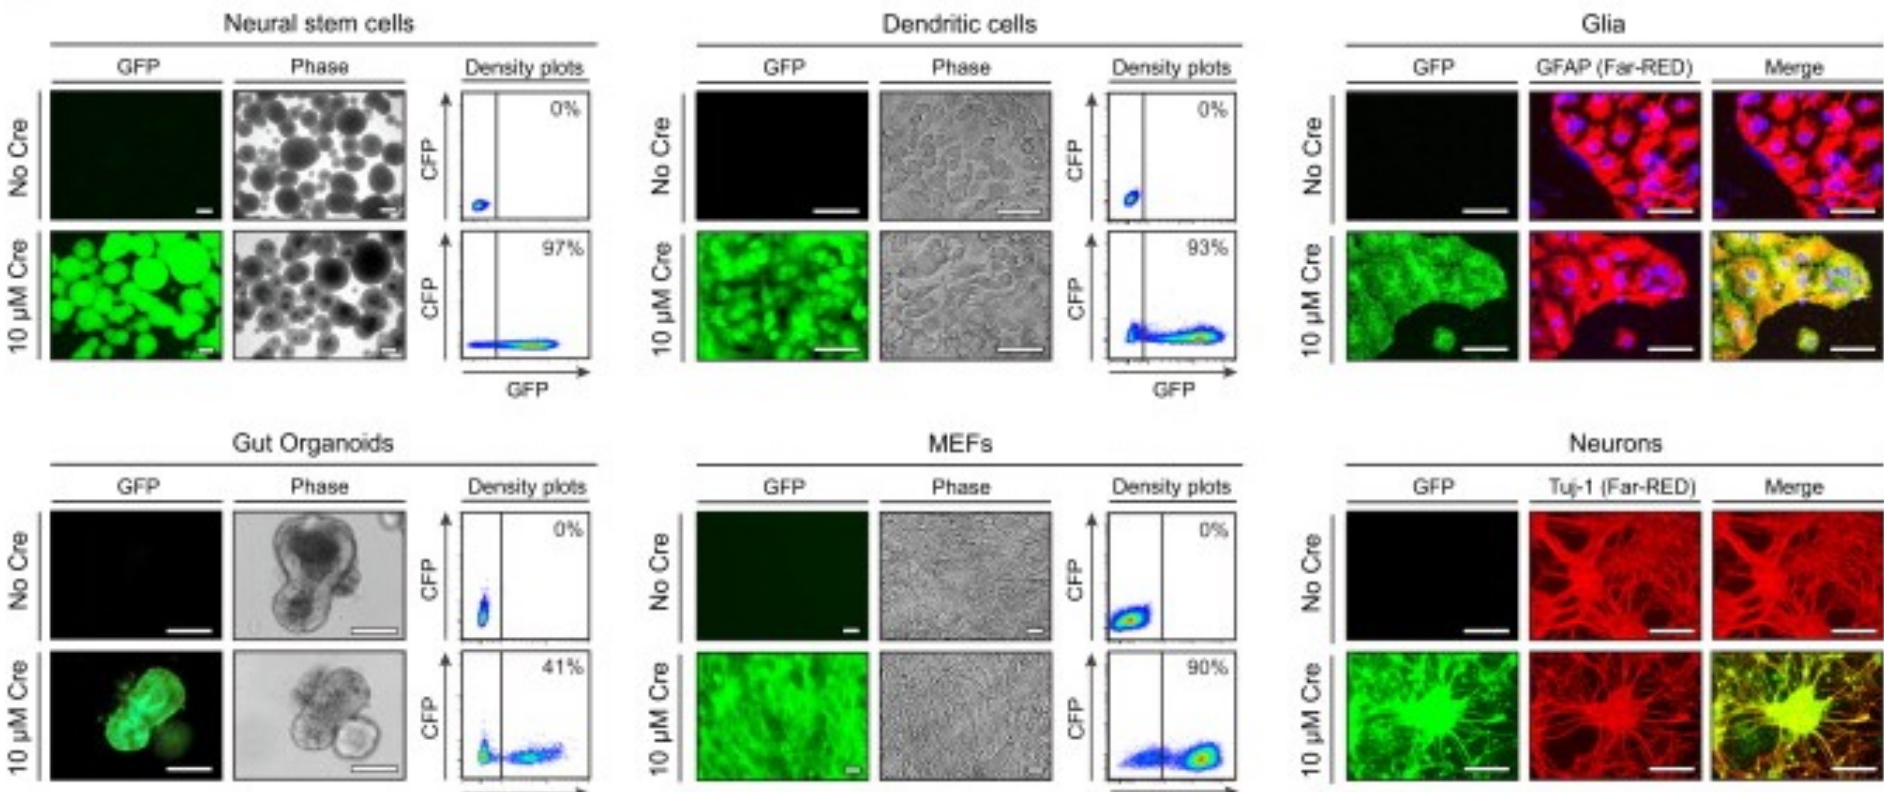 Neural stem cells
GFP Phase Density plots
No Cre
CFP
0%
10 µM Cre
CFP
97%
GFP
Dendritic cells
GFP Phase Density plots
No Cre
CFP
0%
10 µM Cre
CFP
93%
GFP
Glia
GFP GFAP (Far-RED) Merge
No Cre
10 µM Cre
Gut Organoids
GFP Phase Density plots
No Cre
CFP
0%
10 µM Cre
CFP
41%
MEFs
GFP Phase Density plots
No Cre
CFP
0%
10 µM Cre
CFP
90%
Neurons
GFP Tuj-1 (Far-RED) Merge
No Cre
10 µM Cre